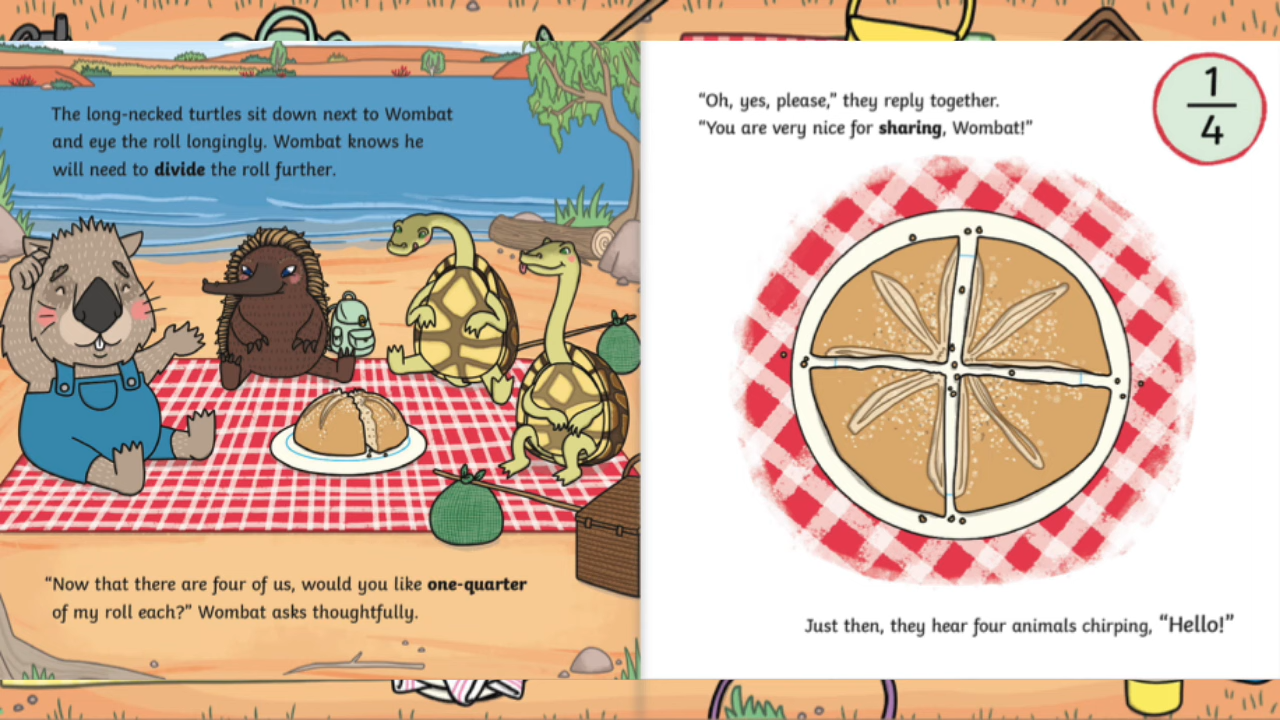 The long-necked turtles sit down next to Wombat
and eye the roll longingly. Wombat knows he
will need to divide the roll further.
“Now that there are four of us, would you like one-quarter
of my roll each?” Wombat asks thoughtfully.
“Oh, yes, please,” they reply together.
“You are very nice for sharing, Wombat!”
1
4
Just then, they hear four animals chirping, “Hello!”